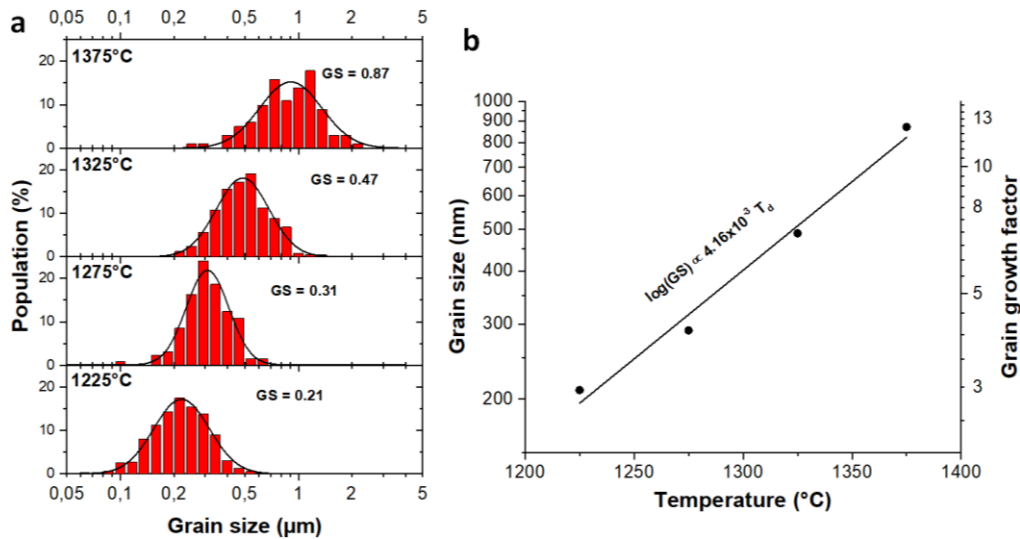 a
0,05 0,1 0,2 0,5 1 2 5
1375°C
GS = 0.87
20
10
0
1325°C
GS = 0.47
20
10
0
1275°C
GS = 0.31
20
10
0
1225°C
GS = 0.21
20
10
0
Population (%)
0,05 0,1 0,2 0,5 1 2 5
Grain size (µm)
b
1000
900
800
700
600
500
400
300
200
Grain size (nm)
log(GS) ∝ 4.16x10³ T_d
13
10
8
5
3
Grain growth factor
1200 1250 1300 1350 1400
Temperature (°C)